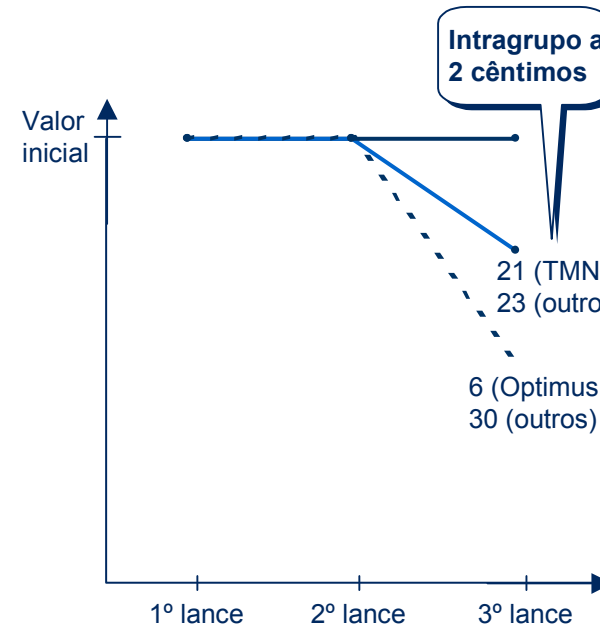 Intragrupo a
2 cêntimos
Valor
inicial
21 (TMN
23 (outro
6 (Optimus
30 (outros)
1º lance
2º lance
3º lance